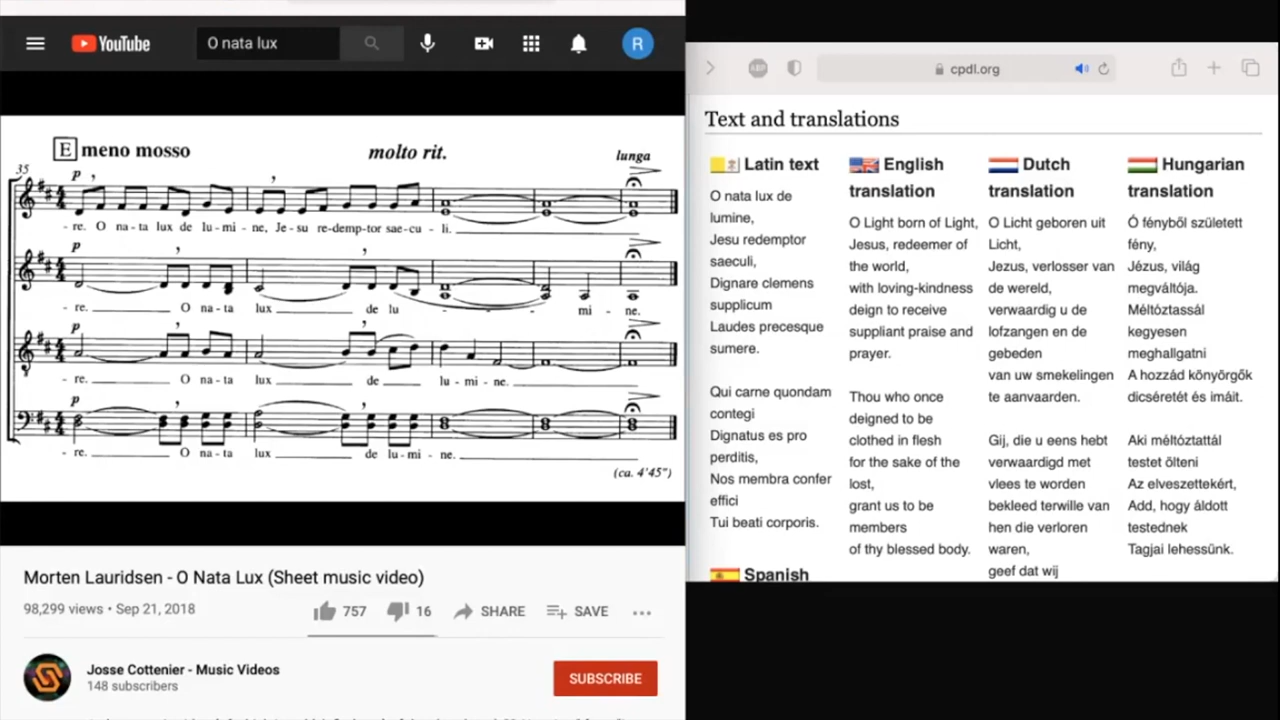 YouTube
O nata lux
R
E meno mosso
molto rit.
lunga
35
p
- re. O na - ta lux de lu - mi - ne, Je - su re - demp - tor sae - cu - li.
p
- re. O na - ta lux de lu - mi - ne.
p
- re. O na - ta lux de lu - mi - ne.
p
- re. O na - ta lux de lu - mi - ne.
(ca. 4'45")
Morten Lauridsen - O Nata Lux (Sheet music video)
98,299 views • Sep 21, 2018
757
16
SHARE
SAVE
Josse Cottenier - Music Videos
148 subscribers
SUBSCRIBE
ABP
cpdl.org
Text and translations
Latin text
O nata lux de
lumine,
Jesu redemptor
saeculi,
Dignare clemens
supplicum
Laudes precesque
sumere.
Qui carne quondam
contegi
Dignatus es pro
perditis,
Nos membra confer
effici
Tui beati corporis.
Spanish
English
translation
O Light born of Light,
Jesus, redeemer of
the world,
with loving-kindness
deign to receive
suppliant praise and
prayer.
Thou who once
deigned to be
clothed in flesh
for the sake of the
lost,
grant us to be
members
of thy blessed body.
Dutch
translation
O Licht geboren uit
Licht,
Jezus, verlosser van
de wereld,
verwaardig u de
lofzangen en de
gebeden
van uw smekelingen
te aanvaarden.
Gij, die u eens hebt
verwaardigd met
vlees te worden
bekleed terwille van
hen die verloren
waren,
geef dat wij
Hungarian
translation
Ó fényből született
fény,
Jézus, világ
megváltója.
Méltóztassál
kegyesen
meghallgatni
A hozzád könyörgők
dicséretét és imáit.
Aki méltóztattál
testet ölteni
Az elveszettekért,
Add, hogy áldott
testednek
Tagjai lehessünk.